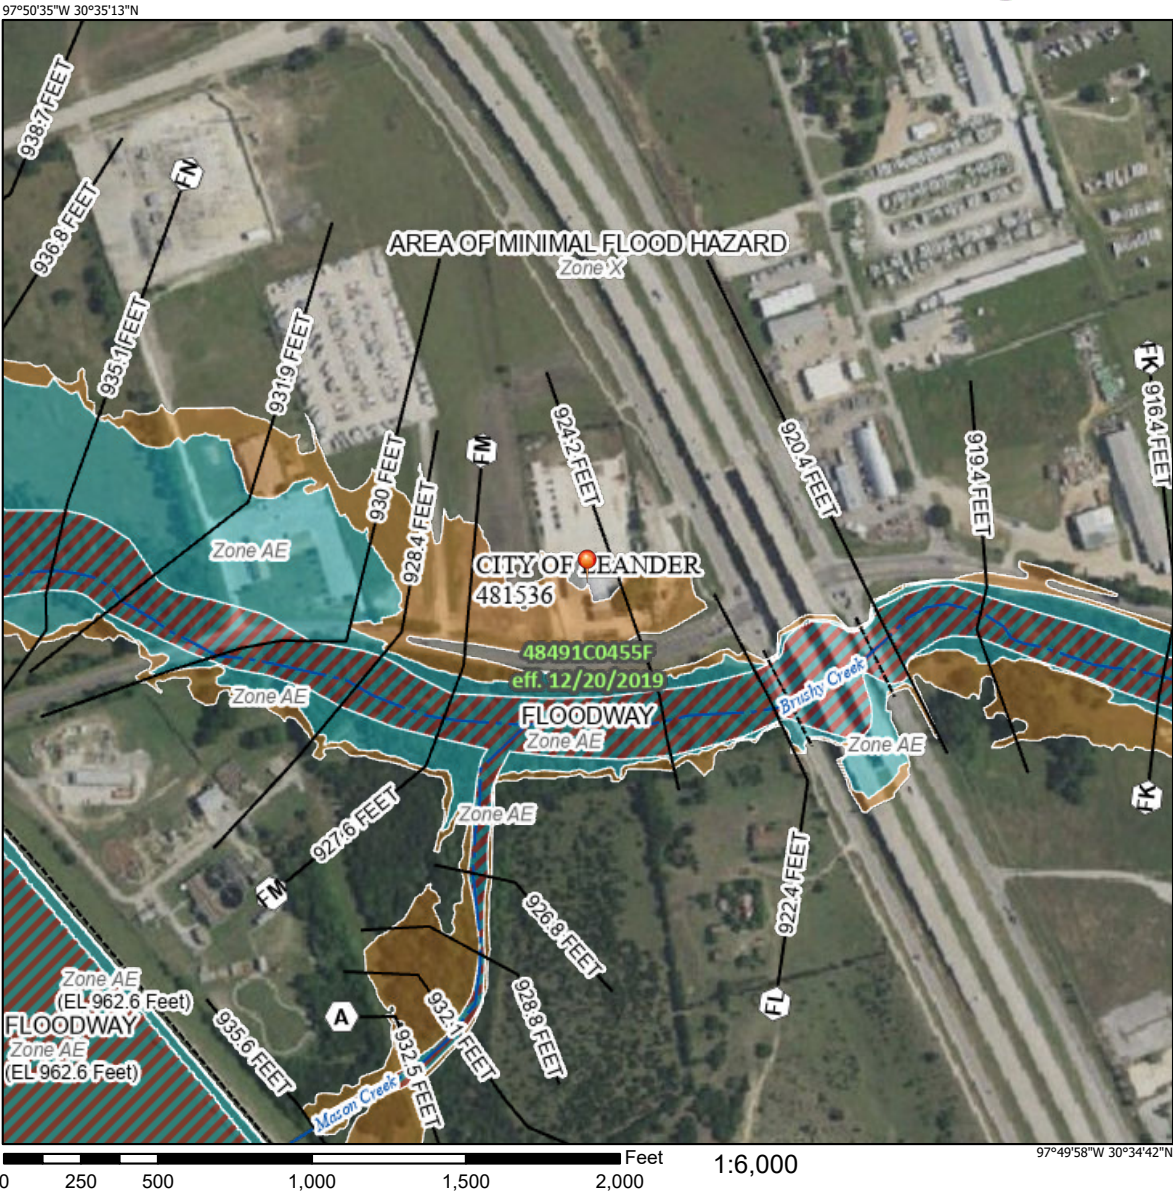 97°50'35"W 30°35'13"N
938.7 FEET
FN
936.8 FEET
AREA OF MINIMAL FLOOD HAZARD
Zone X
935.1 FEET
931.9 FEET
FK
916.4 FEET
924.2 FEET
920.4 FEET
919.4 FEET
FM
930 FEET
928.4 FEET
Zone AE
CITY OF LEANDER
481536
48491C0455F
eff. 12/20/2019
Zone AE
FLOODWAY
Zone AE
Brushy Creek
Zone AE
FK
Zone AE
927.6 FEET
FM
922.4 FEET
926.8 FEET
Zone AE
(EL 962.6 Feet)
FL
A
928.8 FEET
932.1 FEET
FLOODWAY
Zone AE
(EL 962.6 Feet)
935.6 FEET
932.5 FEET
Mason Creek
97°49'58"W 30°34'42"N
Feet
1:6,000
0 250 500 1,000 1,500 2,000